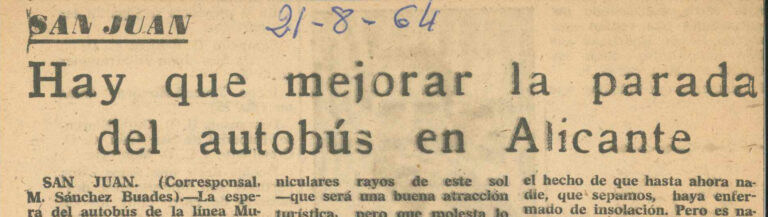 SAN JUAN
21-8-64
Hay que mejorar la parada
del autobús en Alicante
SAN JUAN. (Corresponsal,
M. Sánchez Buades).—La espe-
ra del autobús de la línea Mu-
niculares rayos de este sol
—que será una buena atracción
turística, pero que molesta lo
el hecho de que hasta ahora na-
die, que sepamos, haya enfer-
mado de insolación. Pero es na-